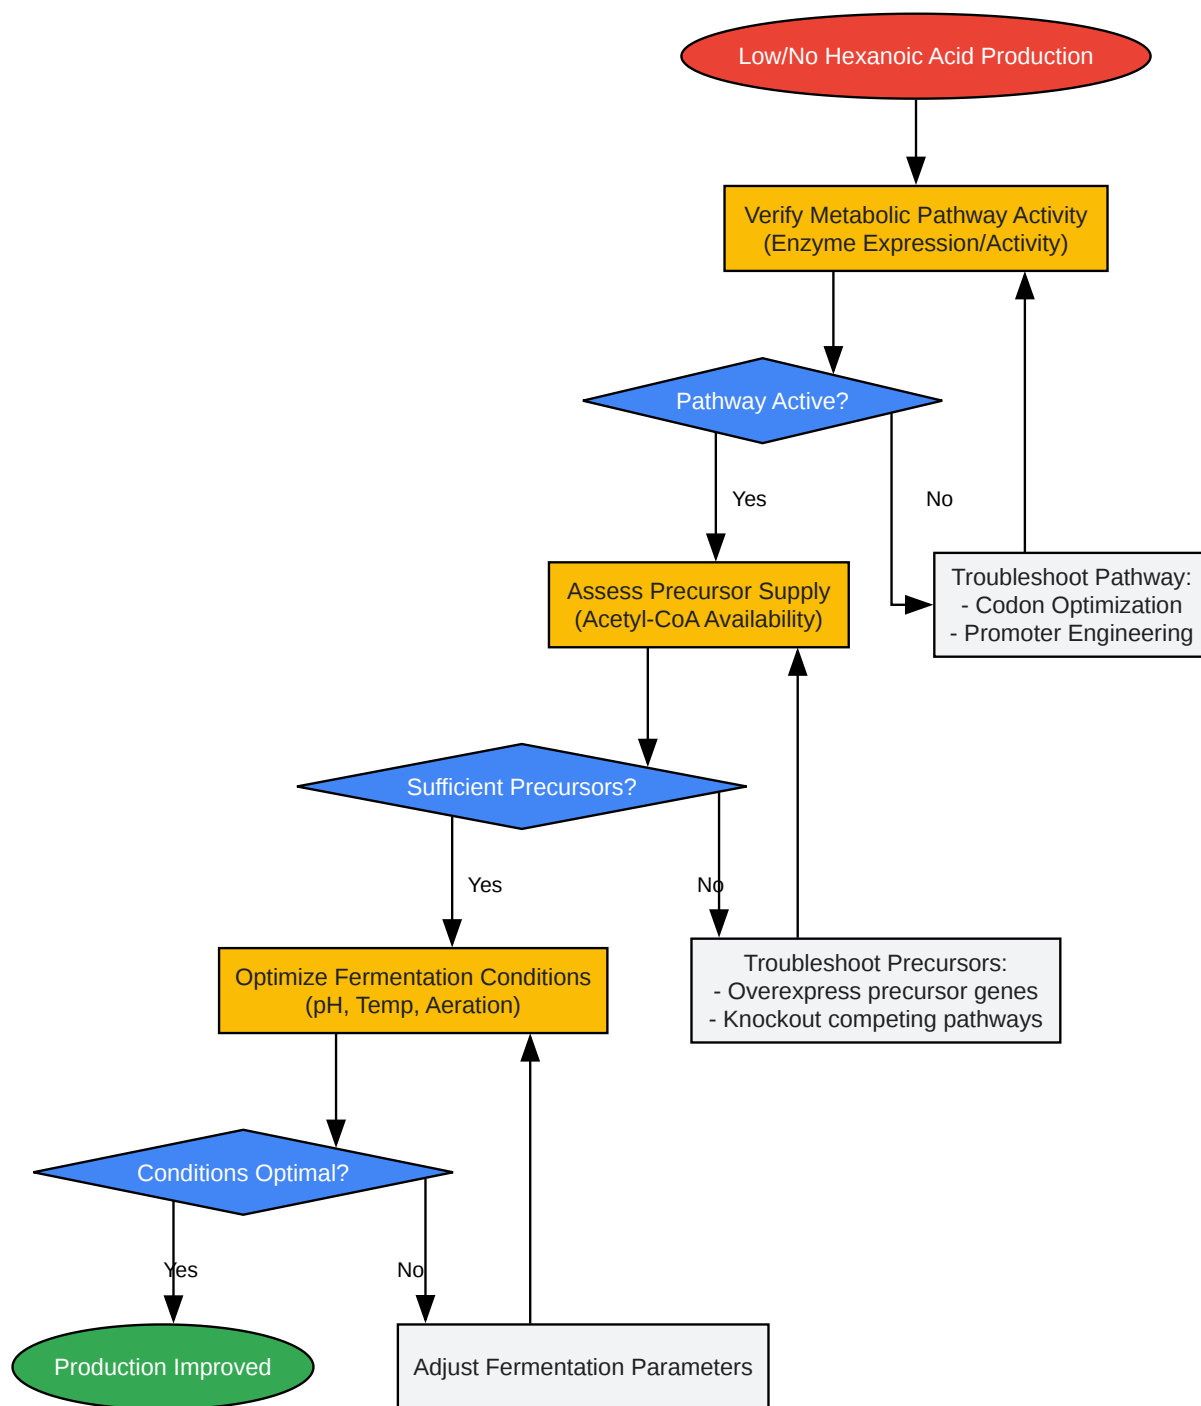 Low/No Hexanoic Acid Production
Verify Metabolic Pathway Activity
(Enzyme Expression/Activity)
Pathway Active?
Yes
No
Assess Precursor Supply
(Acetyl-CoA Availability)
Troubleshoot Pathway:
- Codon Optimization
- Promoter Engineering
Sufficient Precursors?
Yes
No
Optimize Fermentation Conditions
(pH, Temp, Aeration)
Troubleshoot Precursors:
- Overexpress precursor genes
- Knockout competing pathways
Conditions Optimal?
Yes
No
Production Improved
Adjust Fermentation Parameters